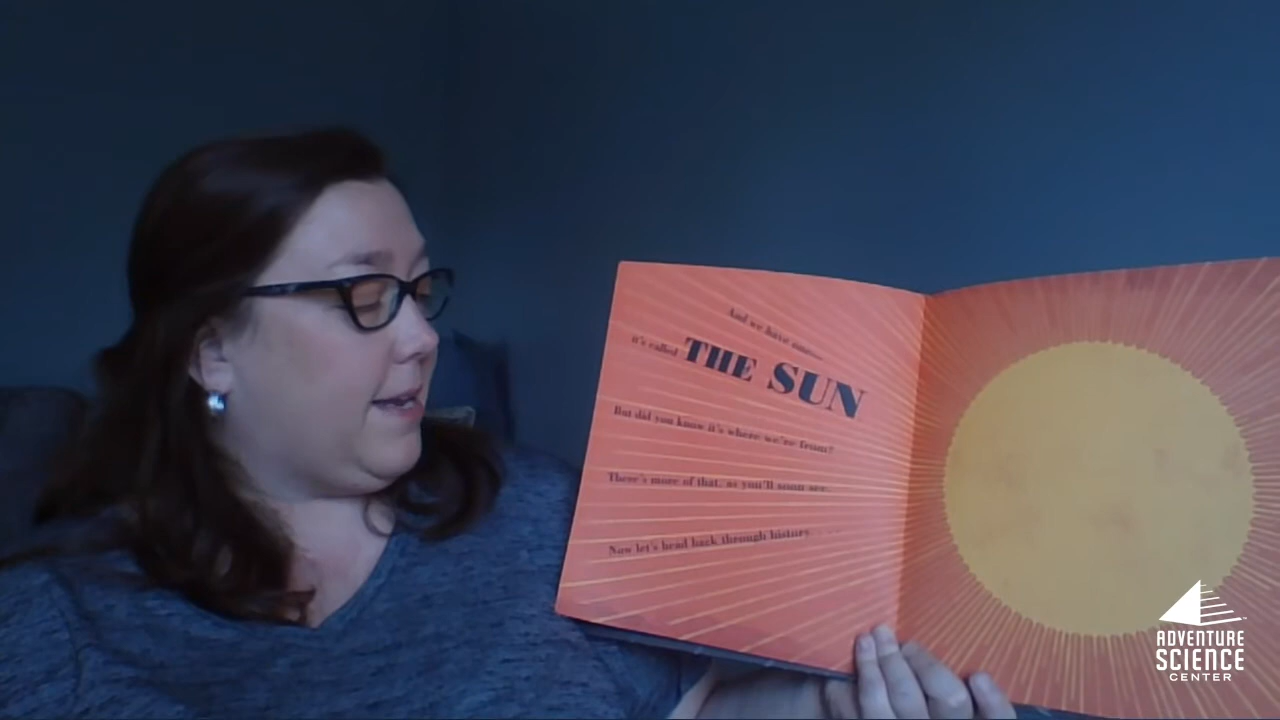 And we have one...
it's called THE SUN
But did you know it's where we're from?
There's more of that, as you'll soon see..
Now let's head back through history
ADVENTURE
SCIENCE
CENTER